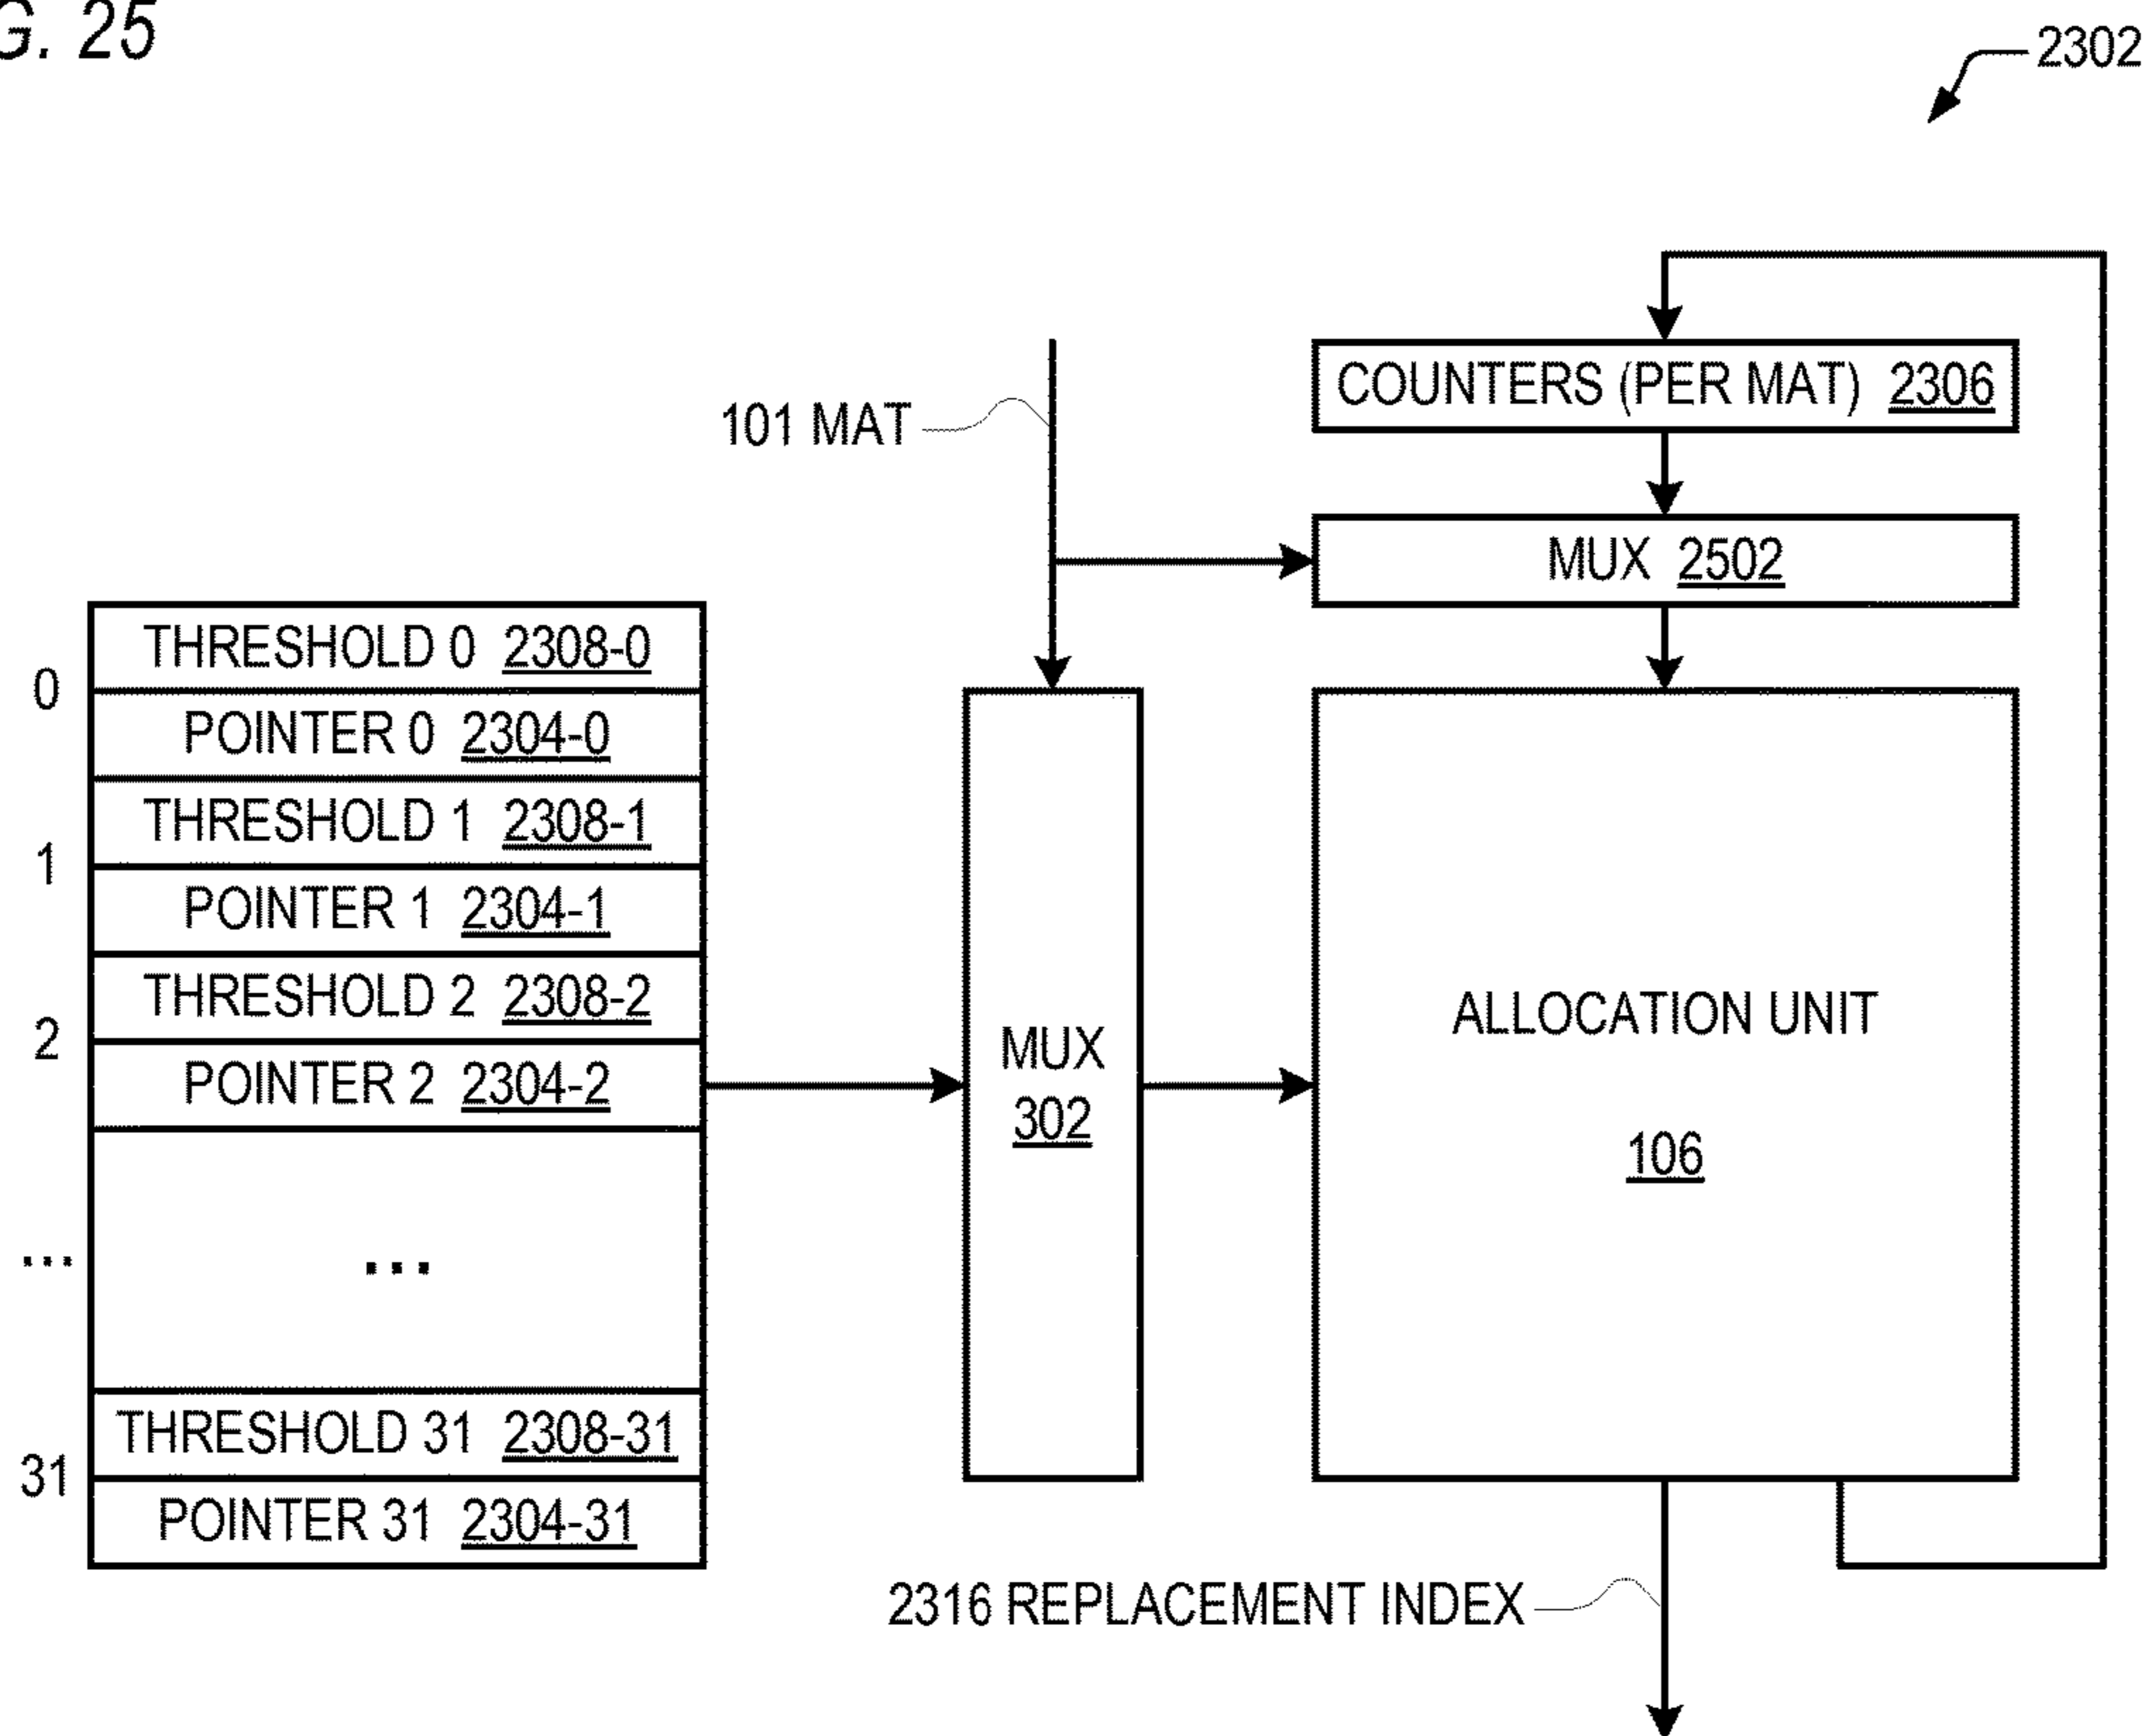 G. 25
2302
COUNTERS (PER MAT) 2306
101 MAT
MUX 2502
THRESHOLD 0 2308-0
0
POINTER 0 2304-0
THRESHOLD 1 2308-1
1
POINTER 1 2304-1
THRESHOLD 2 2308-2
2
POINTER 2 2304-2
...
...
THRESHOLD 31 2308-31
31
POINTER 31 2304-31
MUX
302
ALLOCATION UNIT
106
2316 REPLACEMENT INDEX